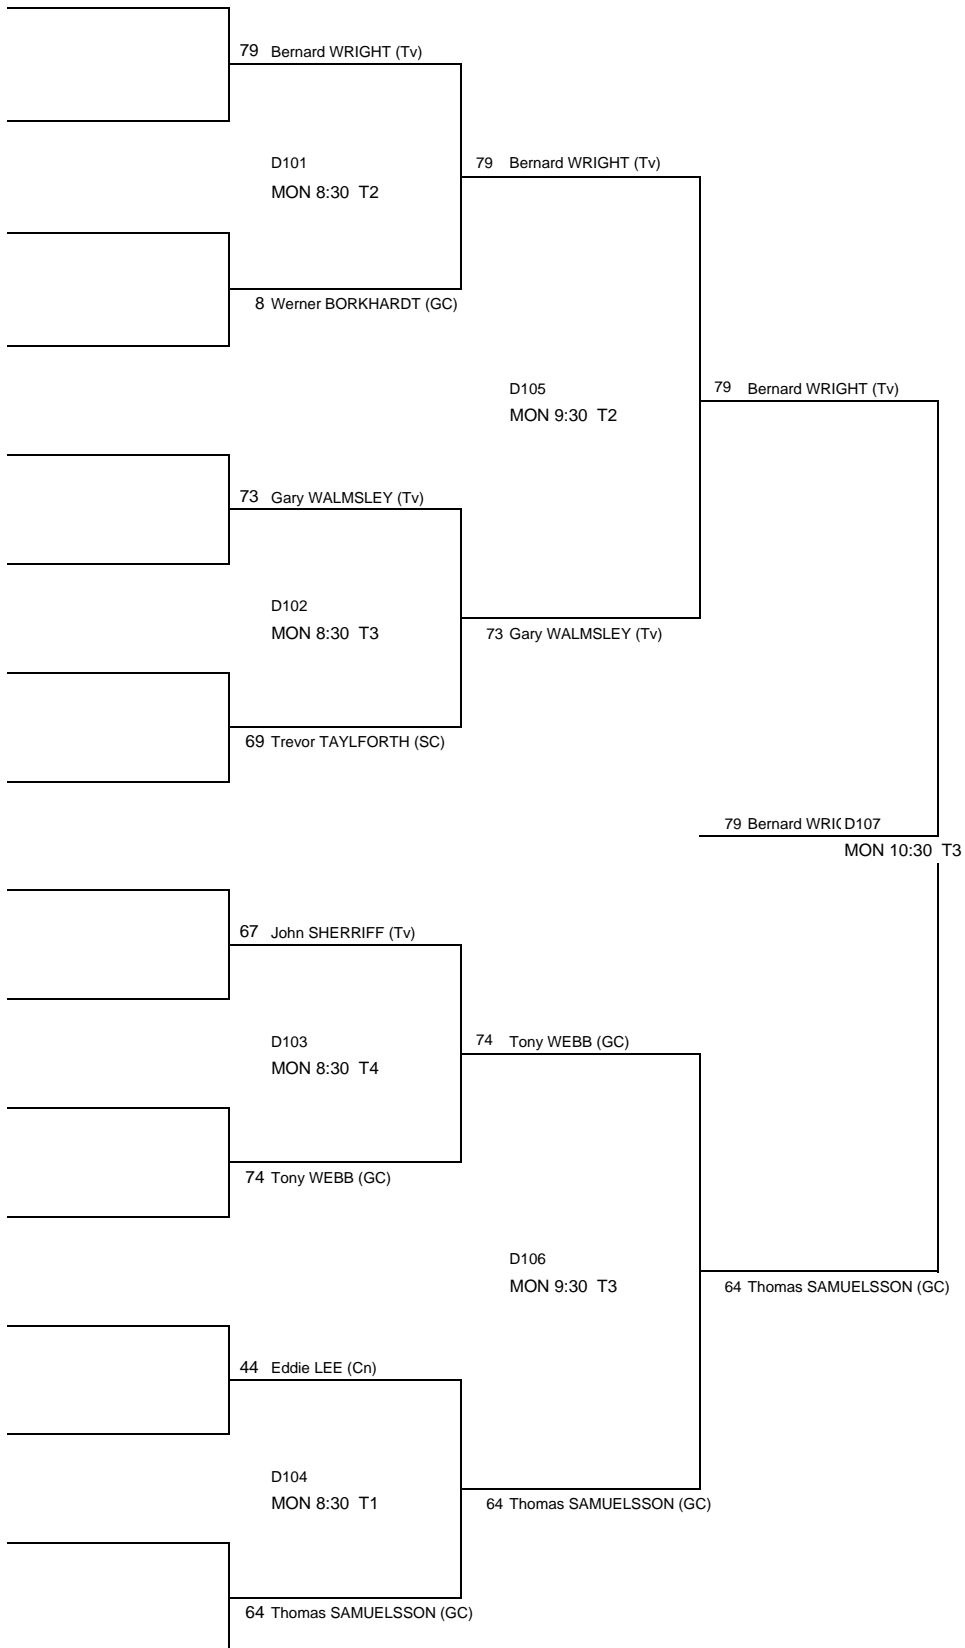 79 Bernard WRIGHT (Tv)
D101
MON 8:30 T2
79 Bernard WRIGHT (Tv)
8 Werner BORKHARDT (GC)
D105
MON 9:30 T2
79 Bernard WRIGHT (Tv)
73 Gary WALMSLEY (Tv)
D102
MON 8:30 T3
73 Gary WALMSLEY (Tv)
69 Trevor TAYLFORTH (SC)
79 Bernard WRI D107
MON 10:30 T3
67 John SHERRIFF (Tv)
D103
MON 8:30 T4
74 Tony WEBB (GC)
74 Tony WEBB (GC)
D106
MON 9:30 T3
64 Thomas SAMUELSSON (GC)
44 Eddie LEE (Cn)
D104
MON 8:30 T1
64 Thomas SAMUELSSON (GC)
64 Thomas SAMUELSSON (GC)